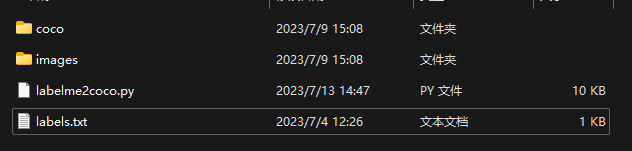 coco 2023/7/9 15:08 文件夹
images 2023/7/9 15:08 文件夹
labelme2coco.py 2023/7/13 14:47 PY 文件 10 KB
labels.txt 2023/7/4 12:26 文本文档 1 KB